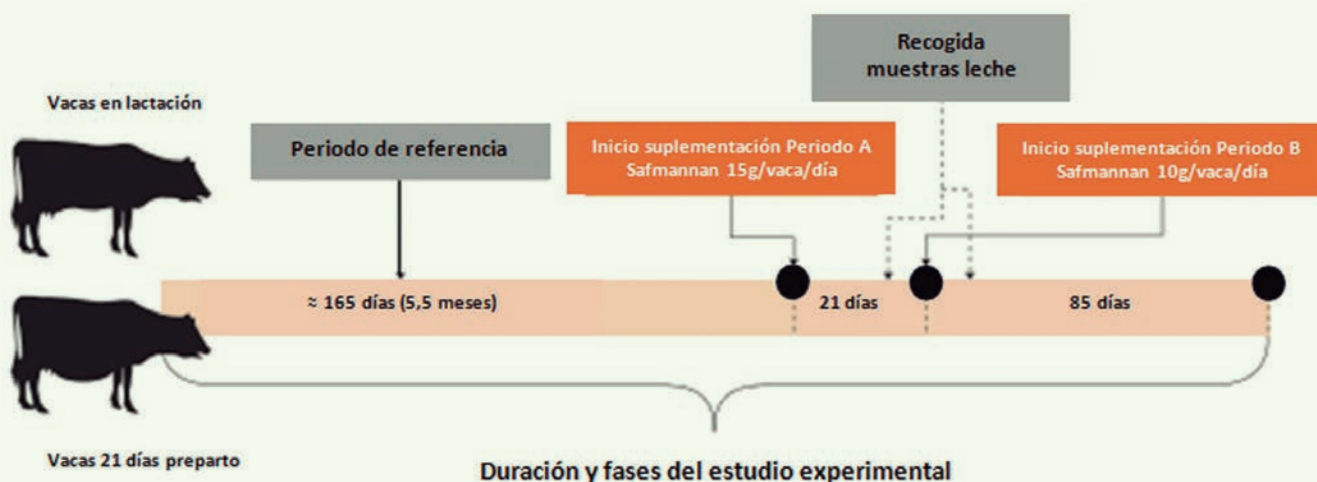 Recogida
muestras leche
Vacas en lactación
Periodo de referencia
Inicio suplementación Periodo A
Safmannan 15g/vaca/día
Inicio suplementación Periodo B
Safmannan 10g/vaca/día
≈ 165 días (5,5 meses)
21 días
85 días
Vacas 21 días preparto
Duración y fases del estudio experimental